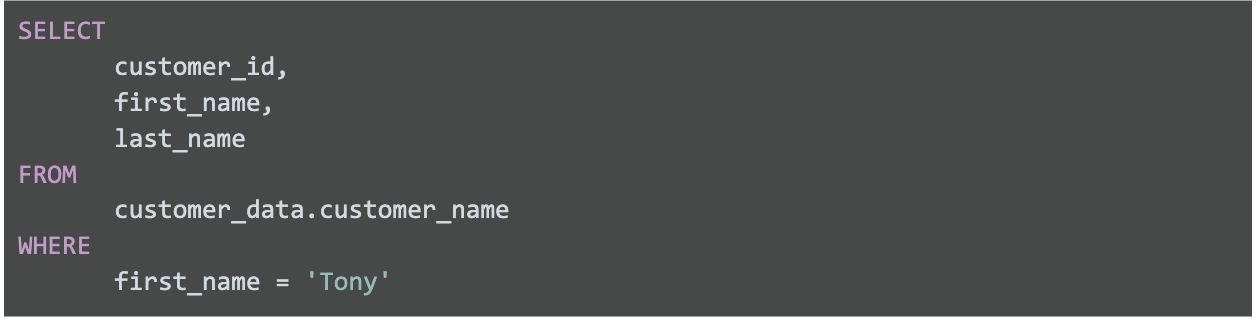 SELECT
customer_id,
first_name,
last_name
FROM
customer_data.customer_name
WHERE
first_name = 'Tony'